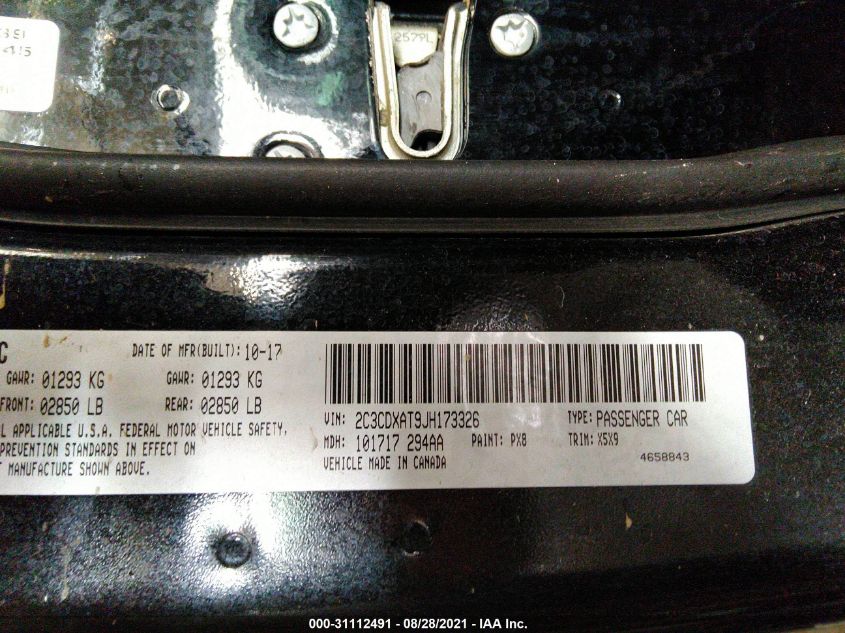 257PL
C
DATE OF MFR(BUILT): 10-17
GAWR: 01293 KG GAWR: 01293 KG
FRONT: 02850 LB REAR: 02850 LB
L APPLICABLE U.S.A. FEDERAL MOTOR VEHICLE SAFETY,
PREVENTION STANDARDS IN EFFECT ON
T MANUFACTURE SHOWN ABOVE.
VIN: 2C3CDXAT9JH173326 TYPE: PASSENGER CAR
MDH: 101717 294AA PAINT: PX8 TRIM: X5X9
VEHICLE MADE IN CANADA 4658843
000-31112491 - 08/28/2021 - IAA Inc.